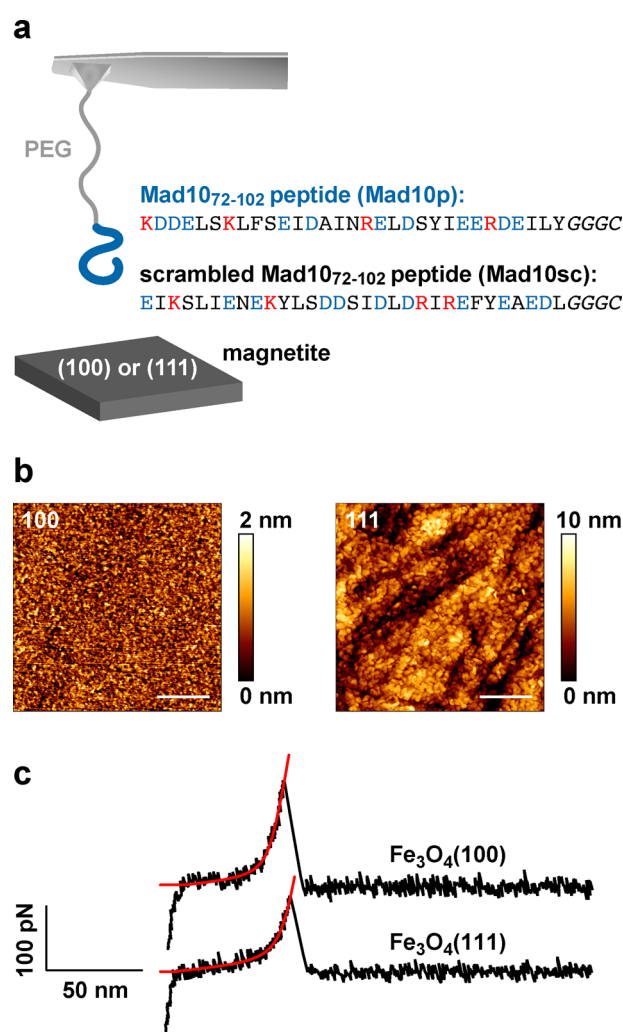 a
PEG
Mad10₇₂₋₁₀₂ peptide (Mad10p):
KDDELSKLFSEIDAINRELDSYIEERDEILYGGGC
scrambled Mad10₇₂₋₁₀₂ peptide (Mad10sc):
EIKSLIENEKYLSDDSIDLDRIREFYEAEDLGGGC
(100) or (111)
magnetite
b
100
2 nm
0 nm
111
10 nm
0 nm
c
Fe₃O₄(100)
Fe₃O₄(111)
100 pN
50 nm